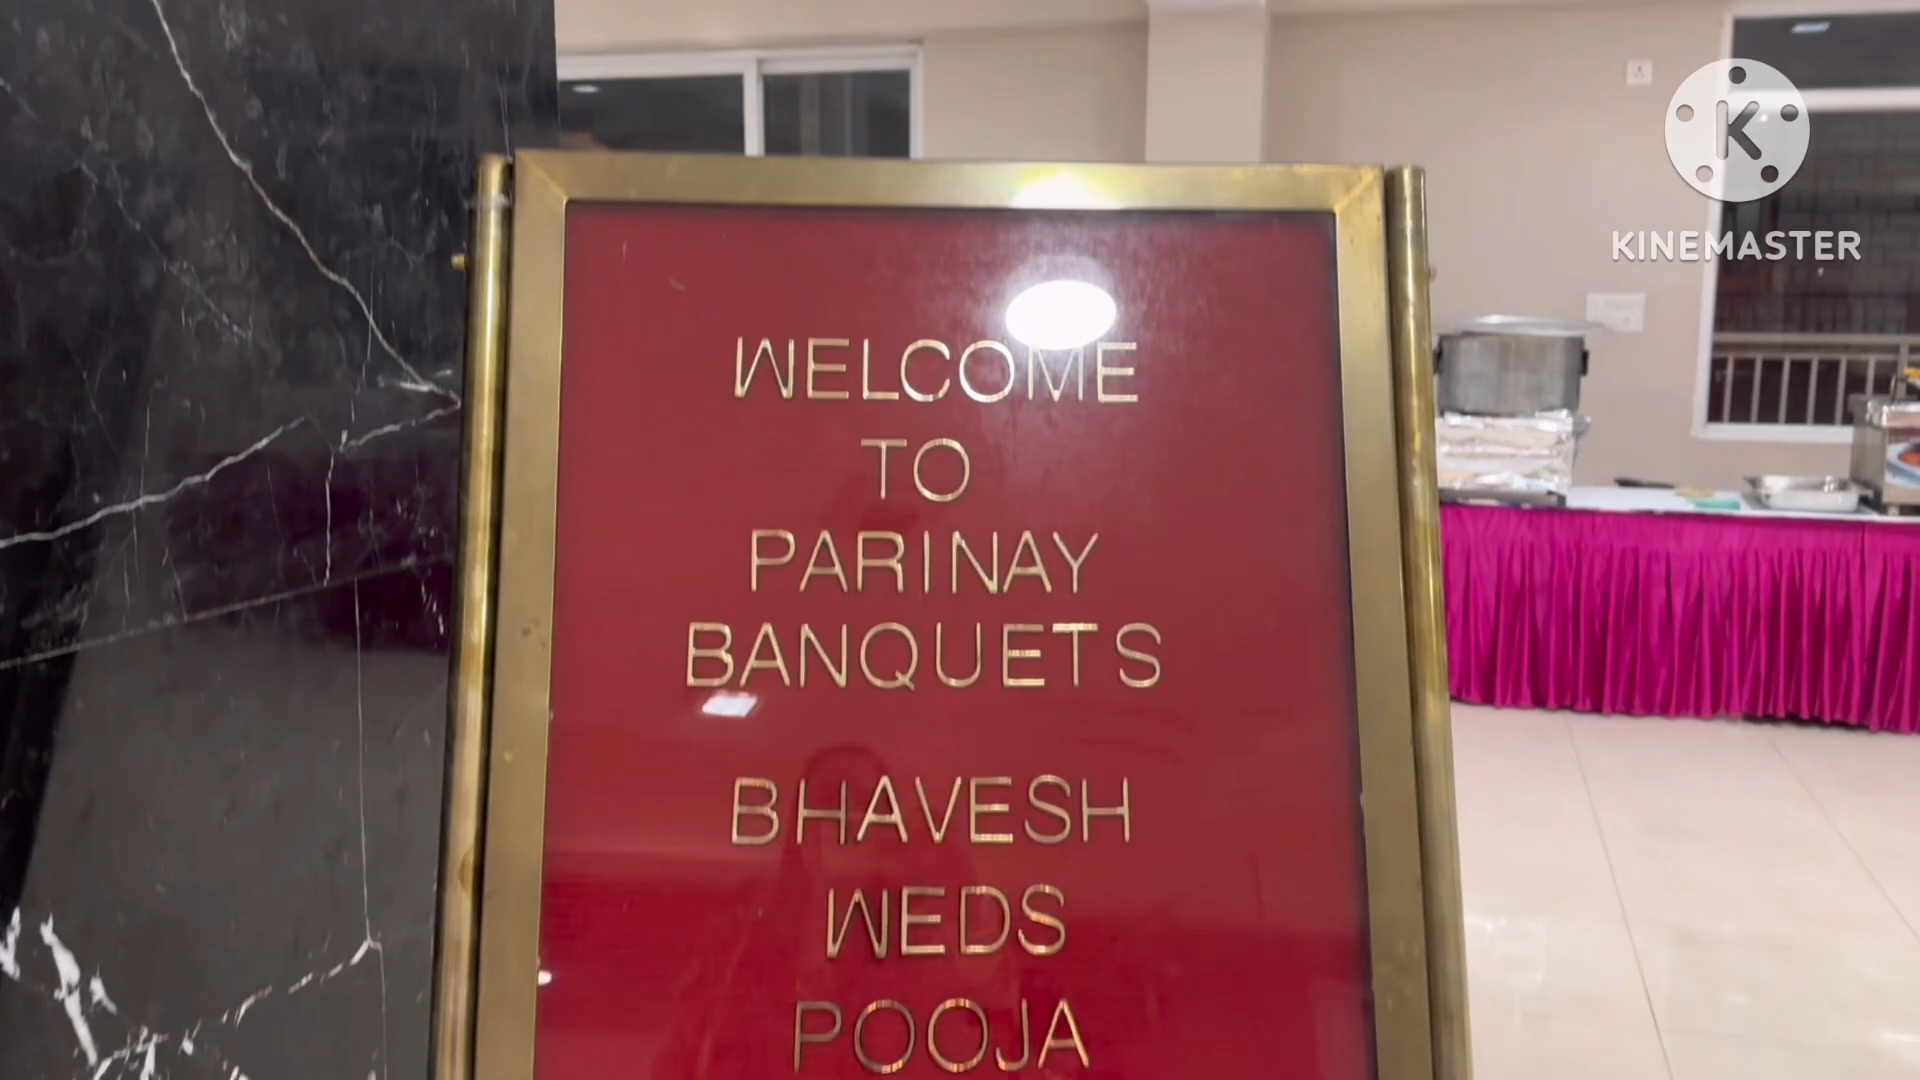 WELCOME
TO
PARINAY
BANQUETS
BHAVESH
WEDS
POOJA
K
KINEMASTER